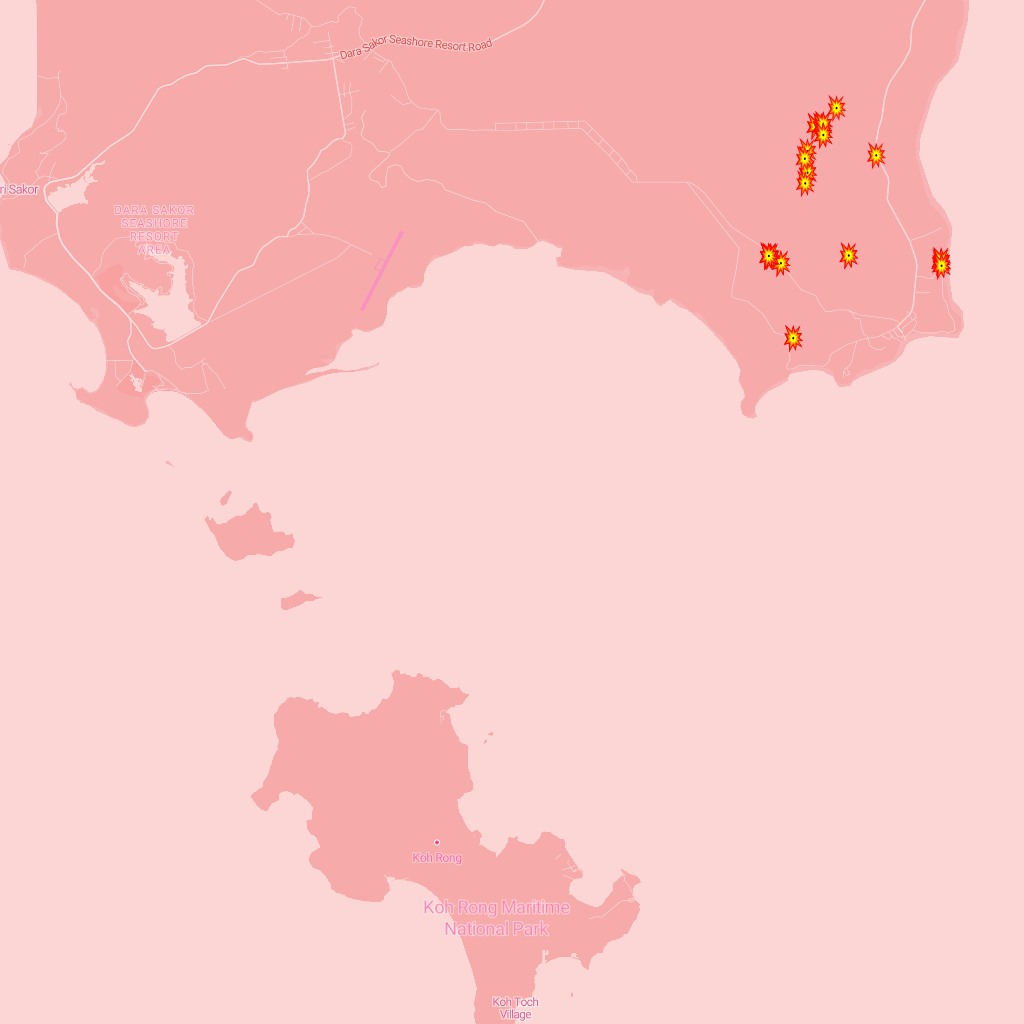 Dara Sakor Seashore Resort Road
ri Sakor
DARA SAKOR
SEASHORE
RESORT
AREA
Koh Rong
Koh Rong Maritime
National Park
Koh Toch
Village